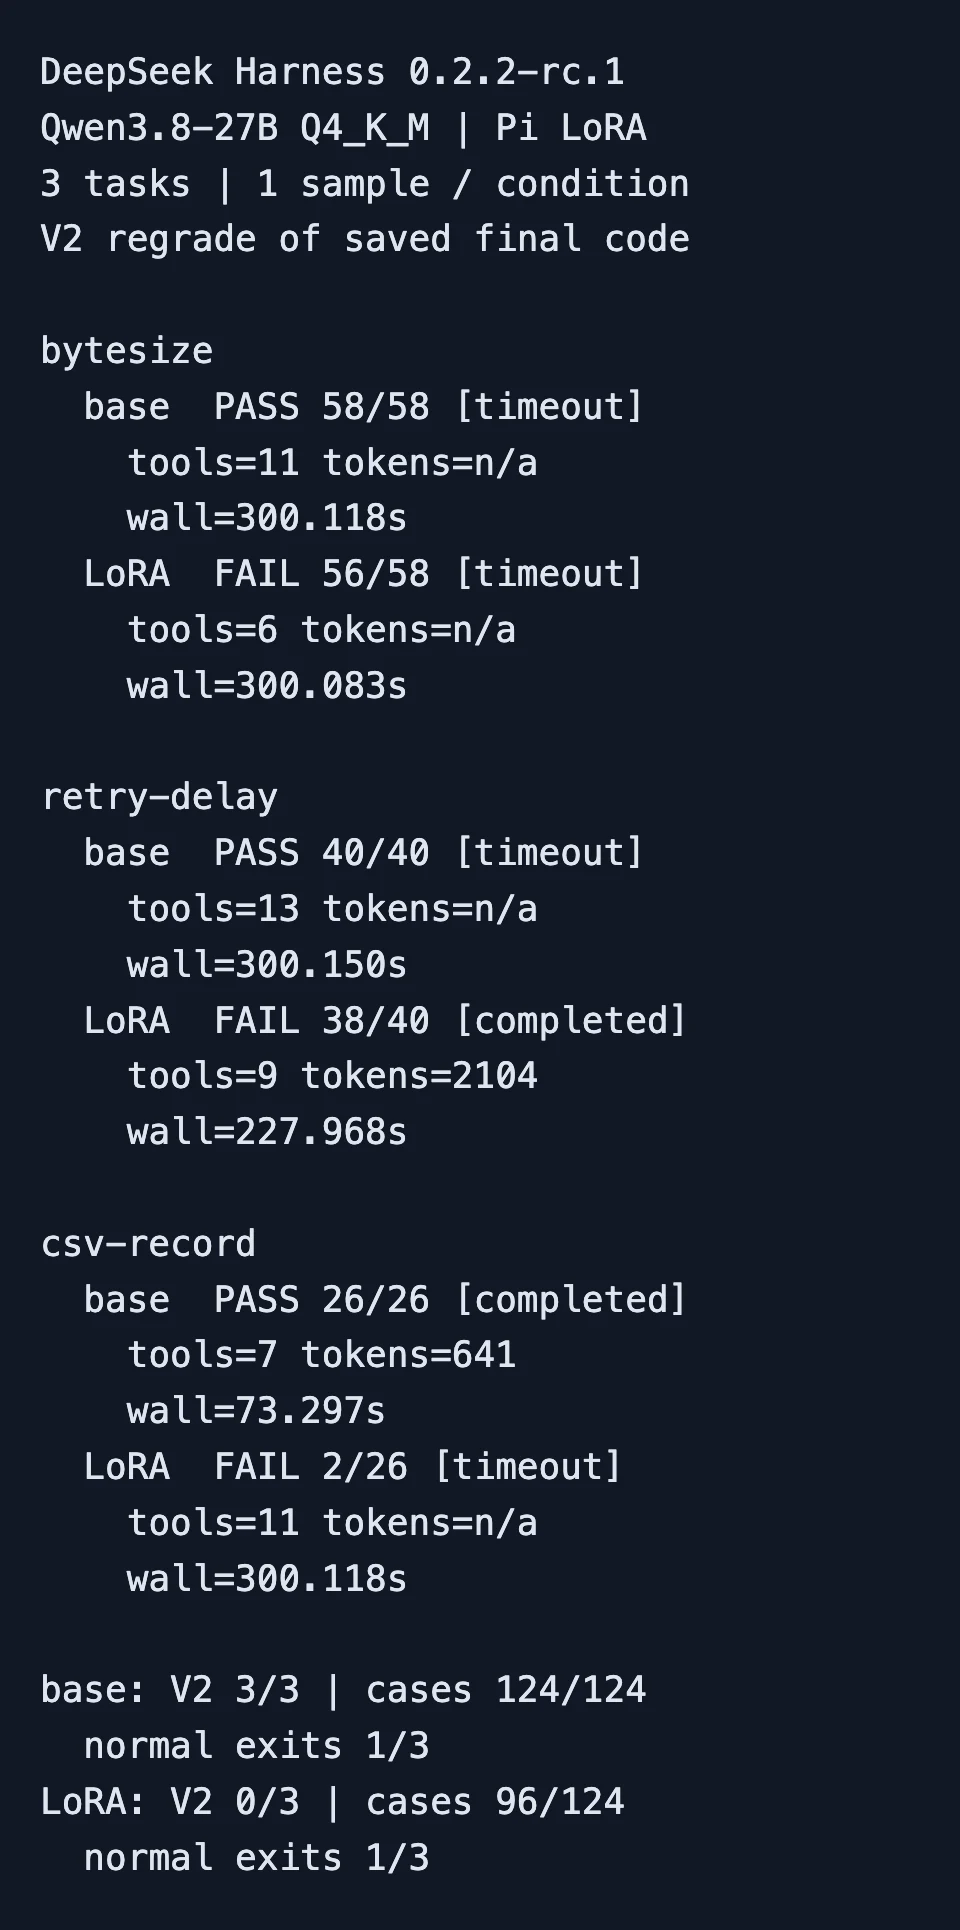 DeepSeek Harness 0.2.2-rc.1
Qwen3.8-27B Q4_K_M | Pi LoRA
3 tasks | 1 sample / condition
V2 regrade of saved final code

bytesize
  base  PASS 58/58 [timeout]
    tools=11 tokens=n/a
    wall=300.118s
  LoRA  FAIL 56/58 [timeout]
    tools=6 tokens=n/a
    wall=300.083s

retry-delay
  base  PASS 40/40 [timeout]
    tools=13 tokens=n/a
    wall=300.150s
  LoRA  FAIL 38/40 [completed]
    tools=9 tokens=2104
    wall=227.968s

csv-record
  base  PASS 26/26 [completed]
    tools=7 tokens=641
    wall=73.297s
  LoRA  FAIL 2/26 [timeout]
    tools=11 tokens=n/a
    wall=300.118s

base: V2 3/3 | cases 124/124
  normal exits 1/3
LoRA: V2 0/3 | cases 96/124
  normal exits 1/3